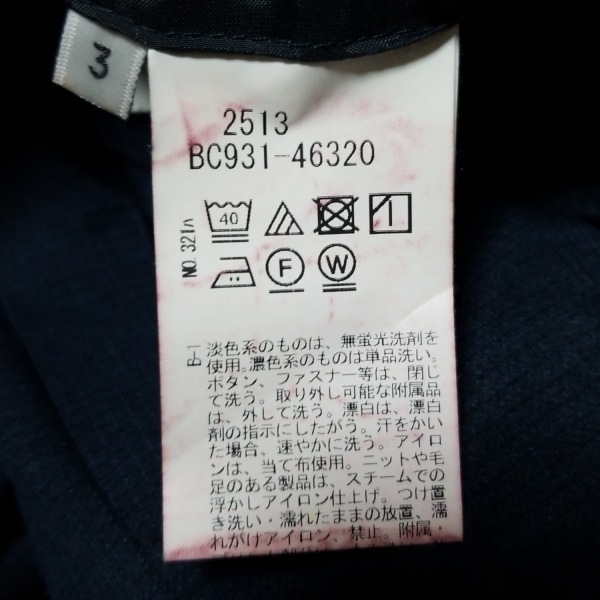 3
2513
BC931-46320
NO. 321ﾊ
40
F
W
B-1
淡色系のものは、無蛍光洗剤を
使用。濃色系のものは単品洗い。
ボタン、ファスナー等は、閉じ
て洗う。取り外し可能な附属品
は、外して洗う。漂白は、漂白
剤の指示にしたがう。汗をかい
た場合、速やかに洗う。アイロ
ンは、当て布使用。ニットや毛
足のある製品は、スチームでの
浮かしアイロン仕上げ。つけ置
き洗い・濡れたままの放置、濡
れがけアイロン、禁止。附属・